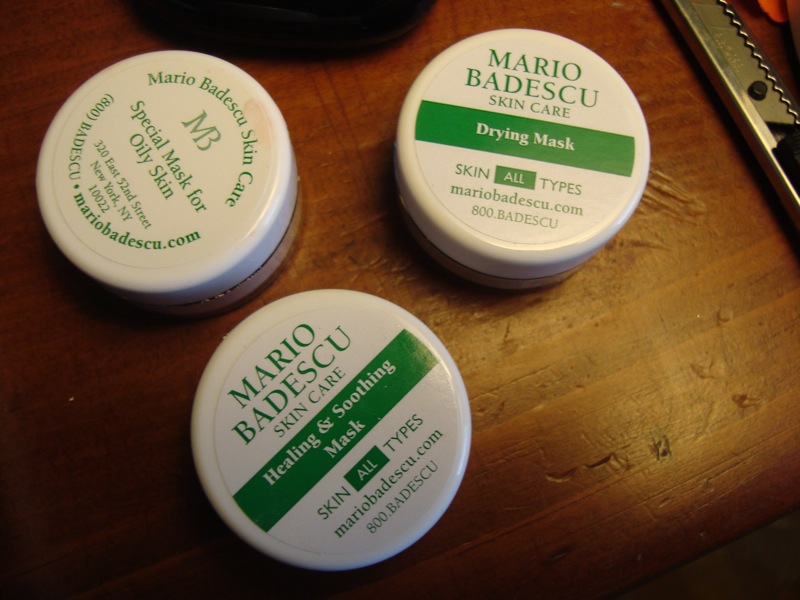 Mario Badescu Skin Care
MB
Special Mask for
Oily Skin
320 East 52nd Street
New York, NY
10022
(800) BADESCU • mariobadescu.com
MARIO
BADESCU
SKIN CARE
Drying Mask
SKIN ALL TYPES
mariobadescu.com
800.BADESCU
MARIO
BADESCU
SKIN CARE
Healing & Soothing
Mask
SKIN ALL TYPES
mariobadescu.com
800.BADESCU